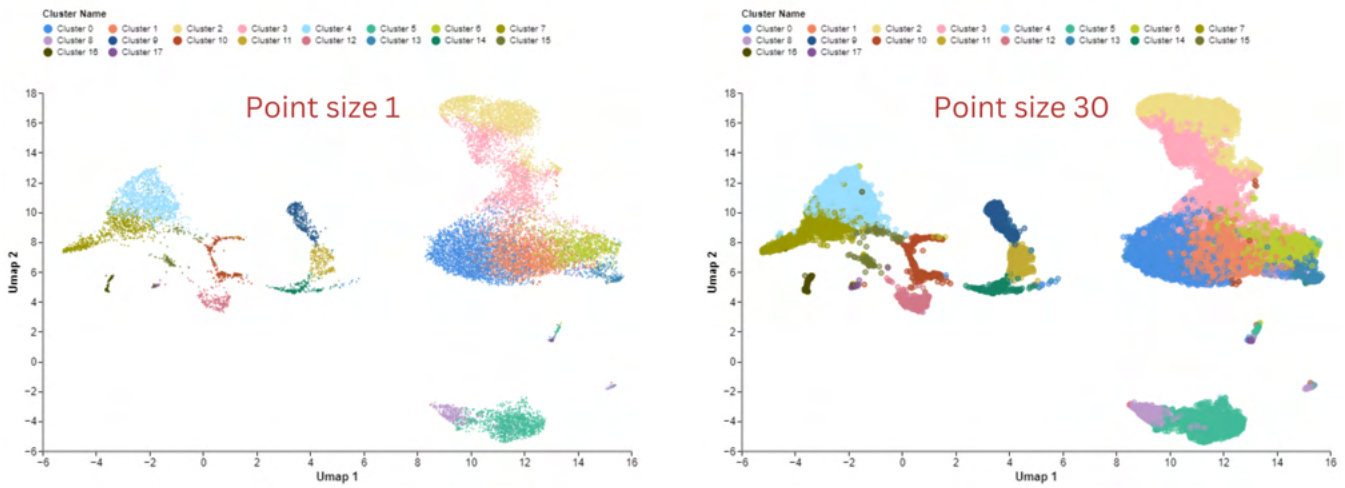 Cluster Name
Cluster 0 Cluster 1 Cluster 2 Cluster 3 Cluster 4 Cluster 5 Cluster 6 Cluster 7
Cluster 8 Cluster 9 Cluster 10 Cluster 11 Cluster 12 Cluster 13 Cluster 14 Cluster 15
Cluster 16 Cluster 17
Point size 1
Umap 2
18
16
14
12
10
8
6
4
2
0
−2
−4
−6
−6 −4 −2 0 2 4 6 8 10 12 14 16
Umap 1
Cluster Name
Cluster 0 Cluster 1 Cluster 2 Cluster 3 Cluster 4 Cluster 5 Cluster 6 Cluster 7
Cluster 8 Cluster 9 Cluster 10 Cluster 11 Cluster 12 Cluster 13 Cluster 14 Cluster 15
Cluster 16 Cluster 17
Point size 30
Umap 2
18
16
14
12
10
8
6
4
2
0
−2
−4
−6
−6 −4 −2 0 2 4 6 8 10 12 14 16
Umap 1